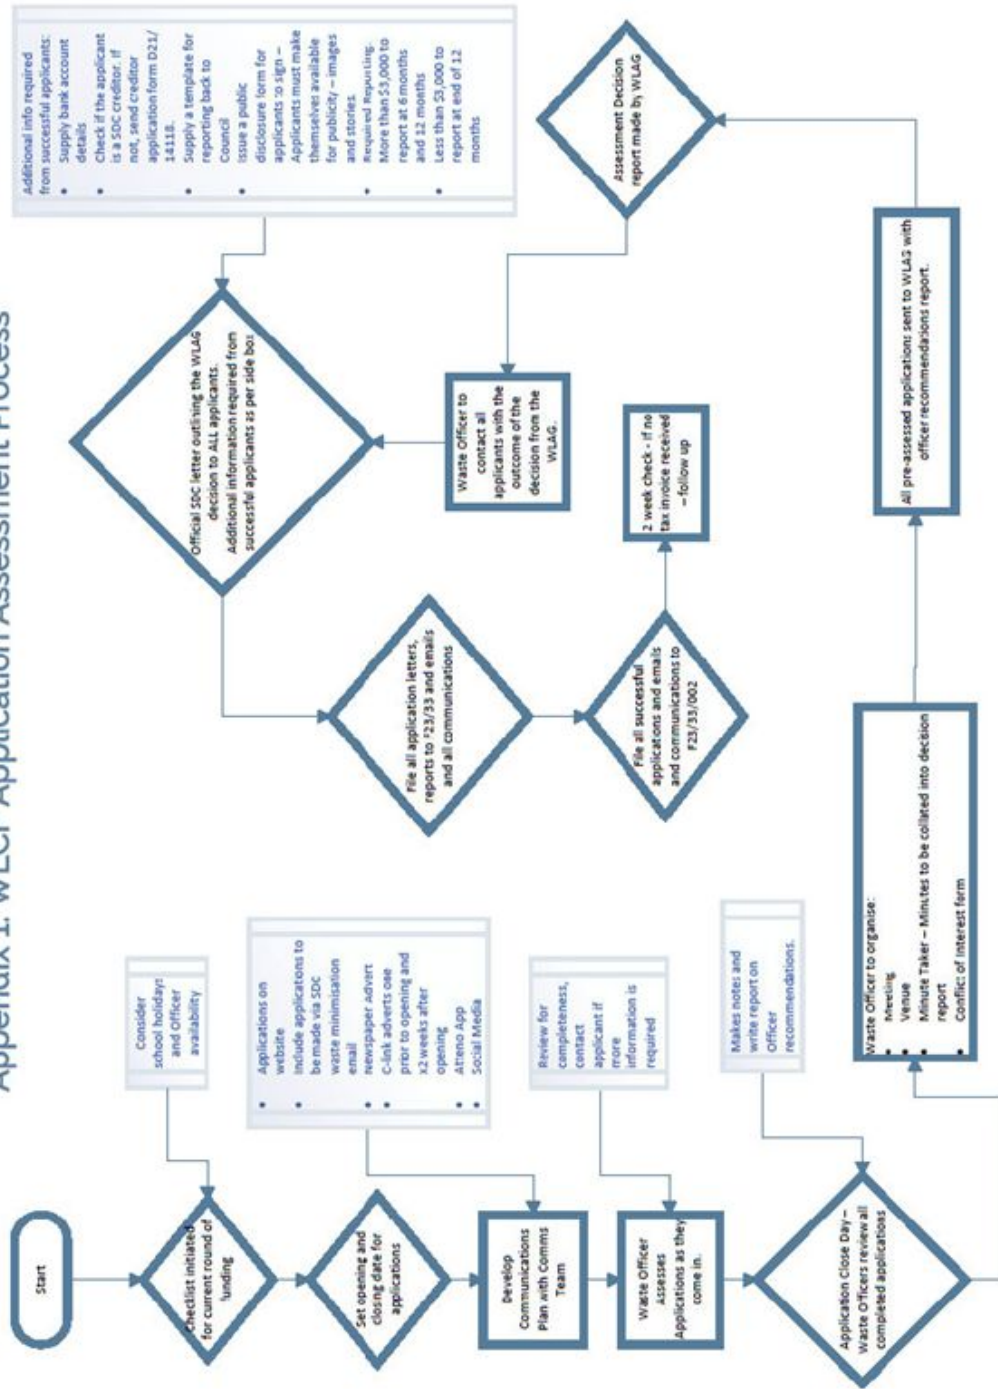 Appendix 1: WLCF Application Assessment Process
Start
Checklist initiated
for current round of
funding
Consider
school holidays
and Officer
availability
Set opening and
closing date for
applications
Develop
Communications
Plan with Comms
Team
• Applications on
website
• Include applications to
be made via SDC
waste minimisation
email
• Newspaper Advert
• C-link adverts one
prior to opening and
x2 weeks after
opening
• App
• Social Media
Waste Officer
Assesses
Applications as they
come in.
Review for
completeness,
contact
applicant if
more
information is
required
Application Close Day –
Waste Officers review all
completed applications
Makes notes and
write report on
Officer
recommendations.
Waste Officer to organise:
• Meeting
• Venue
• Minute Taker – Minutes to be collated into decision
report
• Conflict of Interest form
All pre-assessed applications sent to WLAG with
officer recommendations report.
Assessment Decision
report made by WLAG
Waste Officer to
contact all
applicants with the
outcome of the
decision from the
WLAG.
Official SDC letter outlining the WLAG
decision to ALL applicants.
Additional information required from
successful applicants as per side box
Additional info required
from successful applicants:
• Supply bank account
details
• Check if the applicant
is a SDC creditor. If
not, send creditor
application form D21/
14118.
• Supply a template for
reporting back to
Council
• Issue a public
disclosure form for
applicants to sign –
Applicants must make
themselves available
for publicity – images
and stories.
• Required Reporting.
More than $3,000 to
report at 6 months
and 12 months
• Less than $3,000 to
report at end of 12
months
File all application letters,
reports to F23/33 and emails
and all communications
File all successful
applications and emails
and communications to
F23/33/002
2 week check - if no
tax invoice received
– follow up